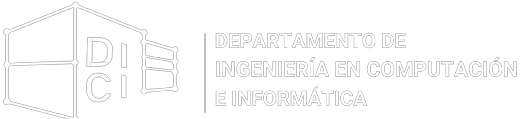 DI
CI
DEPARTAMENTO DE
INGENIERÍA EN COMPUTACIÓN
E INFORMÁTICA